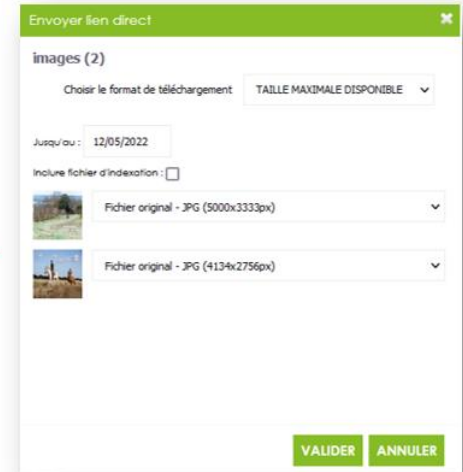 Envoyer lien direct
images (2)
Choisir le format de téléchargement TAILLE MAXIMALE DISPONIBLE
Jusqu'au : 12/05/2022
Inclure fichier d'indexation :
Fichier original - JPG (5000x3333px)
Fichier original - JPG (4134x2756px)
VALIDER ANNULER